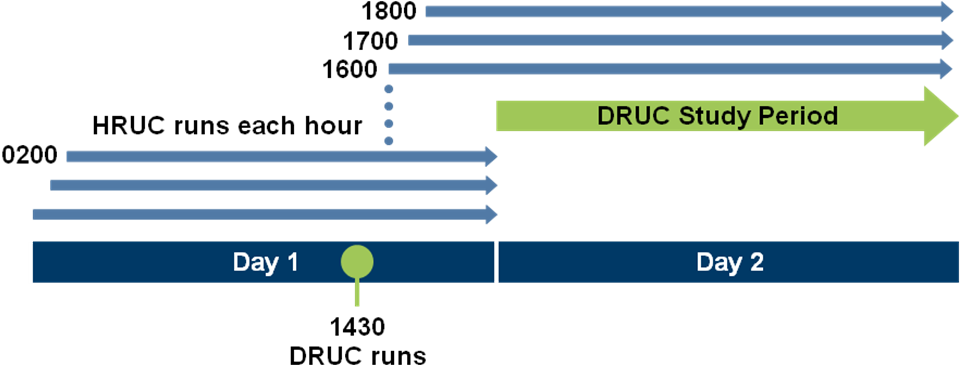 1800
1700
1600
HRUC runs each hour
DRUC Study Period
0200
Day 1
Day 2
1430
DRUC runs